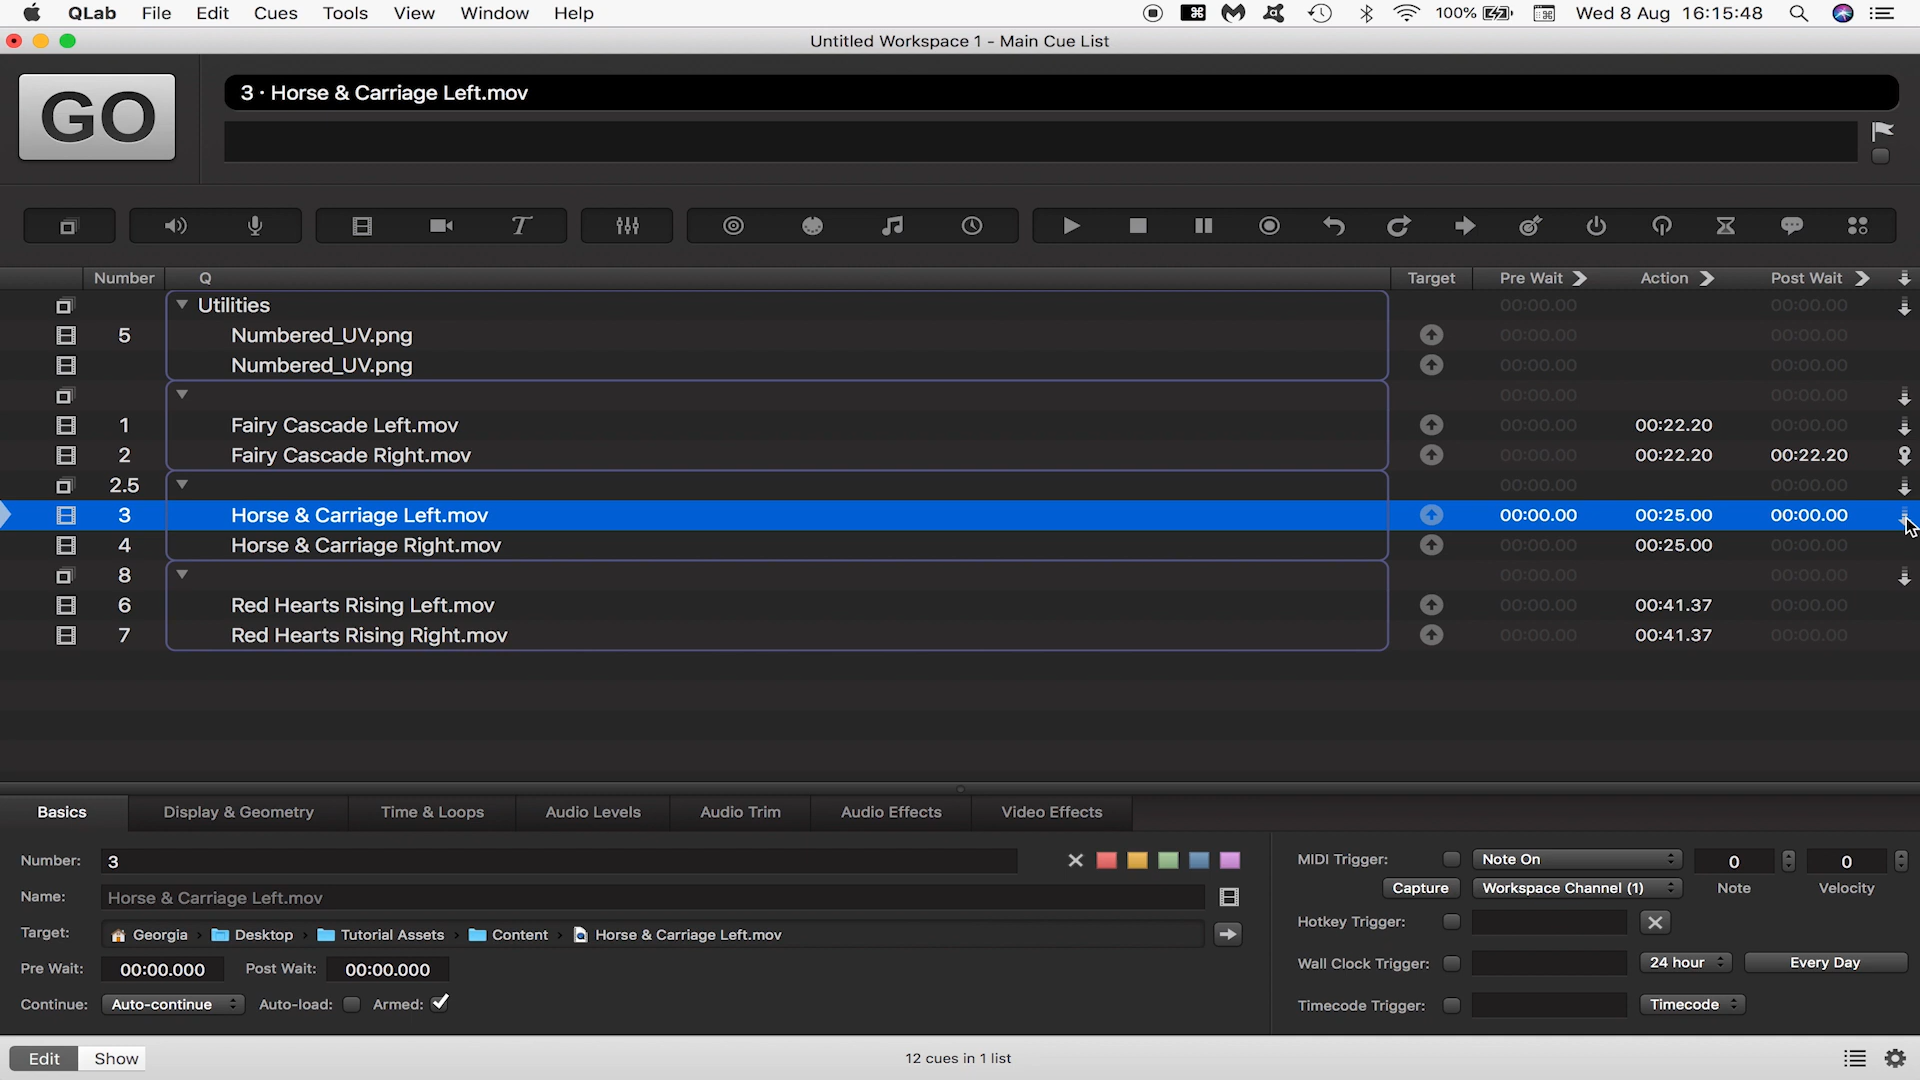 QLab File Edit Cues Tools View Window Help 100% Wed 8 Aug 16:15:48
Untitled Workspace 1 - Main Cue List
GO
3 · Horse & Carriage Left.mov
Number Q Target Pre Wait Action Post Wait
Utilities 00:00.00 00:00.00
5 Numbered_UV.png 00:00.00 00:00.00
Numbered_UV.png 00:00.00 00:00.00
00:00.00 00:00.00
1 Fairy Cascade Left.mov 00:00.00 00:22.20 00:00.00
2 Fairy Cascade Right.mov 00:00.00 00:22.20 00:22.20
2.5 00:00.00 00:00.00
3 Horse & Carriage Left.mov 00:00.00 00:25.00 00:00.00
4 Horse & Carriage Right.mov 00:00.00 00:25.00 00:00.00
8 00:00.00 00:00.00
6 Red Hearts Rising Left.mov 00:00.00 00:41.37 00:00.00
7 Red Hearts Rising Right.mov 00:00.00 00:41.37 00:00.00
Basics Display & Geometry Time & Loops Audio Levels Audio Trim Audio Effects Video Effects
Number: 3 MIDI Trigger: Note On 0 0
Capture Workspace Channel (1) Note Velocity
Name: Horse & Carriage Left.mov
Hotkey Trigger:
Target: Georgia Desktop Tutorial Assets Content Horse & Carriage Left.mov
Pre Wait: 00:00.000 Post Wait: 00:00.000 Wall Clock Trigger: 24 hour Every Day
Continue: Auto-continue Auto-load: Armed: Timecode Trigger: Timecode
Edit Show 12 cues in 1 list